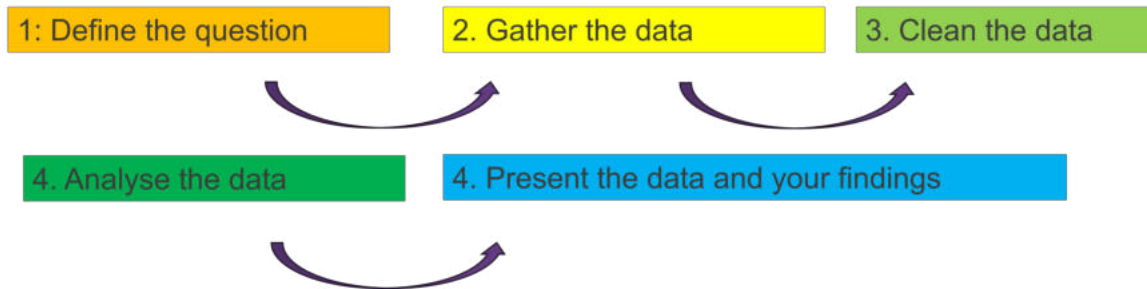 1: Define the question
2. Gather the data
3. Clean the data
4. Analyse the data
4. Present the data and your findings